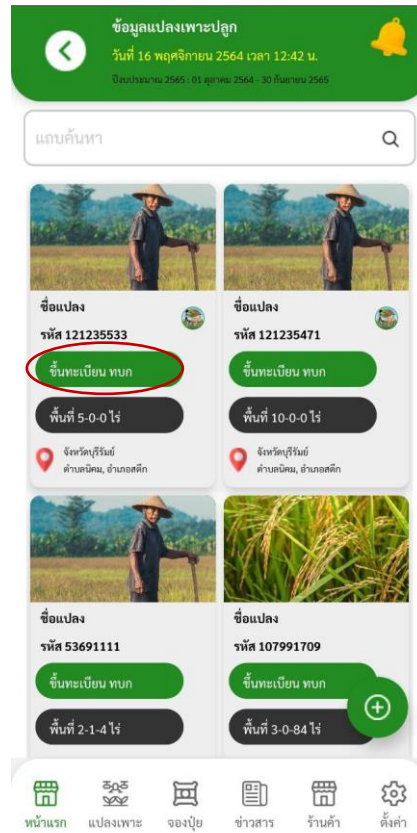 ข้อมูลแปลงเพาะปลูก
วันที่ 16 พฤศจิกายน 2564 เวลา 12:42 น.
ปีงบประมาณ 2565 : 01 ตุลาคม 2564 - 30 กันยายน 2565
แถบค้นหา
ชื่อแปลง
รหัส 121235533
ขึ้นทะเบียน ทบก
พื้นที่ 5-0-0 ไร่
จังหวัดบุรีรัมย์
ตำบลนิคม, อำเภอสตึก
ชื่อแปลง
รหัส 121235471
ขึ้นทะเบียน ทบก
พื้นที่ 10-0-0 ไร่
จังหวัดบุรีรัมย์
ตำบลนิคม, อำเภอสตึก
ชื่อแปลง
รหัส 53691111
ขึ้นทะเบียน ทบก
พื้นที่ 2-1-4 ไร่
ชื่อแปลง
รหัส 107991709
ขึ้นทะเบียน ทบก
พื้นที่ 3-0-84 ไร่
หน้าแรก
แปลงเพาะ
จองปุ๋ย
ข่าวสาร
ร้านค้า
ตั้งค่า